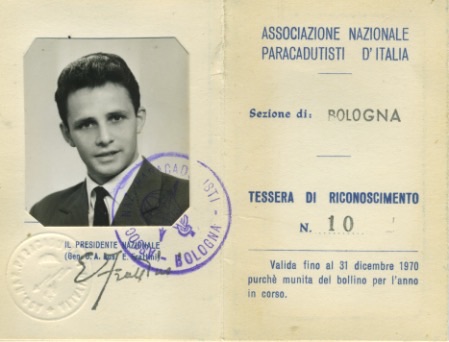 IL PRESIDENTE NAZIONALE
BOLOGNA
ASSOCIAZIONE NAZIONALE
PARACADUTISTI D'ITALIA
Sezione di: BOLOGNA
TESSERA DI RICONOSCIMENTO
N. 10
Valida fino al 31 dicembre 1970
purchè munita del bollino per l'anno
in corso.